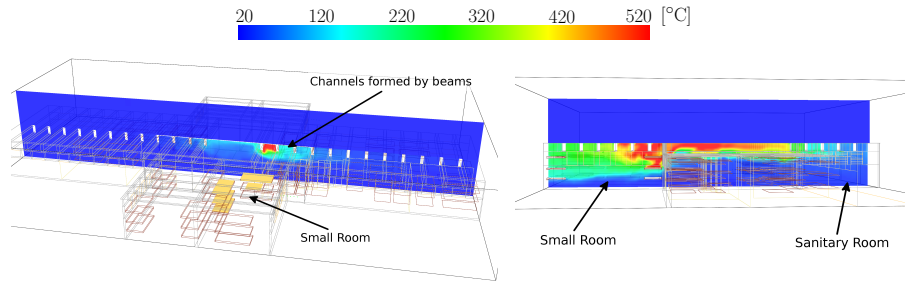 20 120 220 320 420 520 [°C]
Channels formed by beams
Small Room
Small Room
Sanitary Room